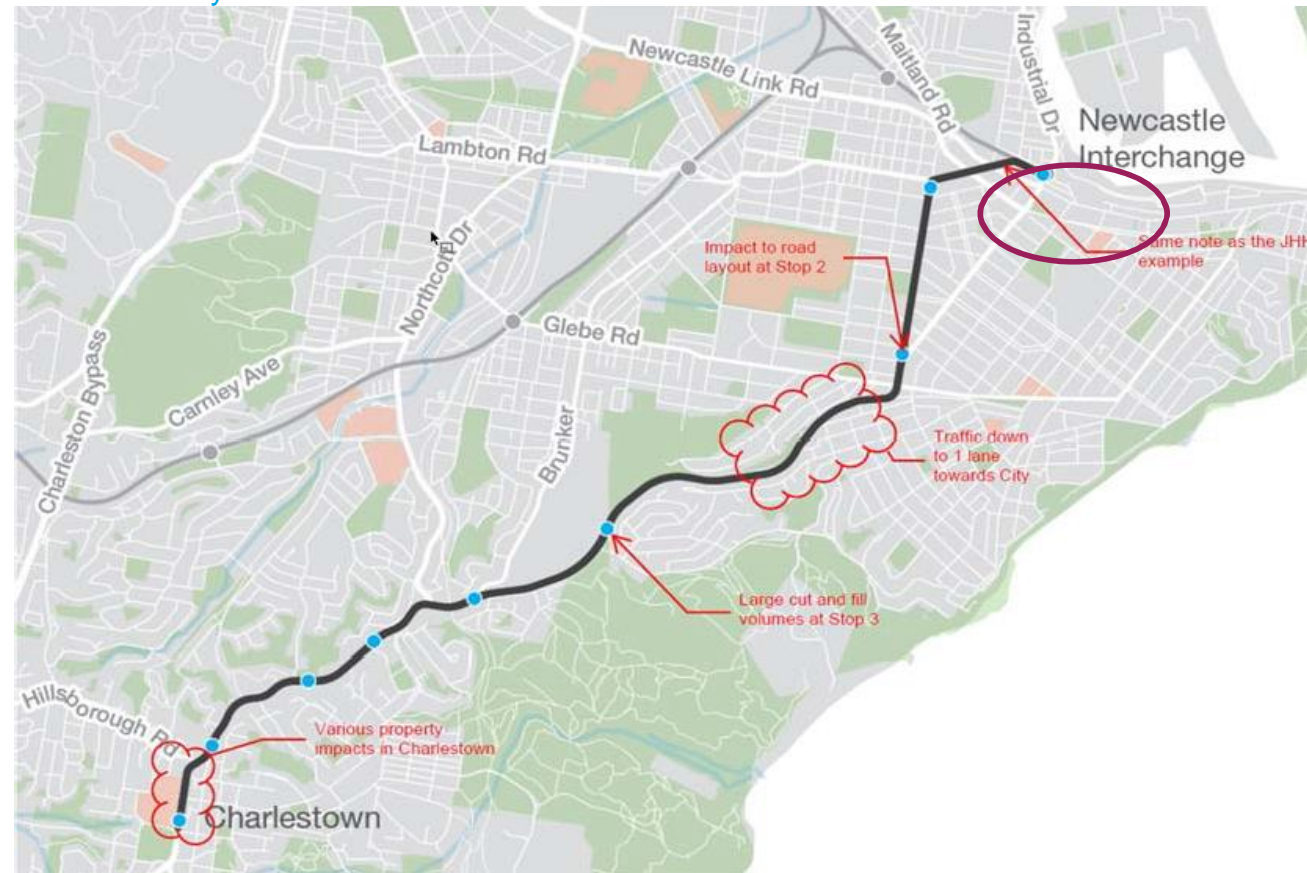 Newcastle Link Rd
Maitland Rd
Industrial Dr
Newcastle
Interchange
Lambton Rd
Northcott Dr
Impact to road
layout at Stop 2
Same note as the JHH
example
Glebe Rd
Charleston Bypass
Carnley Ave
Brunker
Traffic down
to 1 lane
towards City
Large cut and fill
volumes at Stop 3
Hillsborough Rd
Various property
impacts in Charlestown
Charlestown